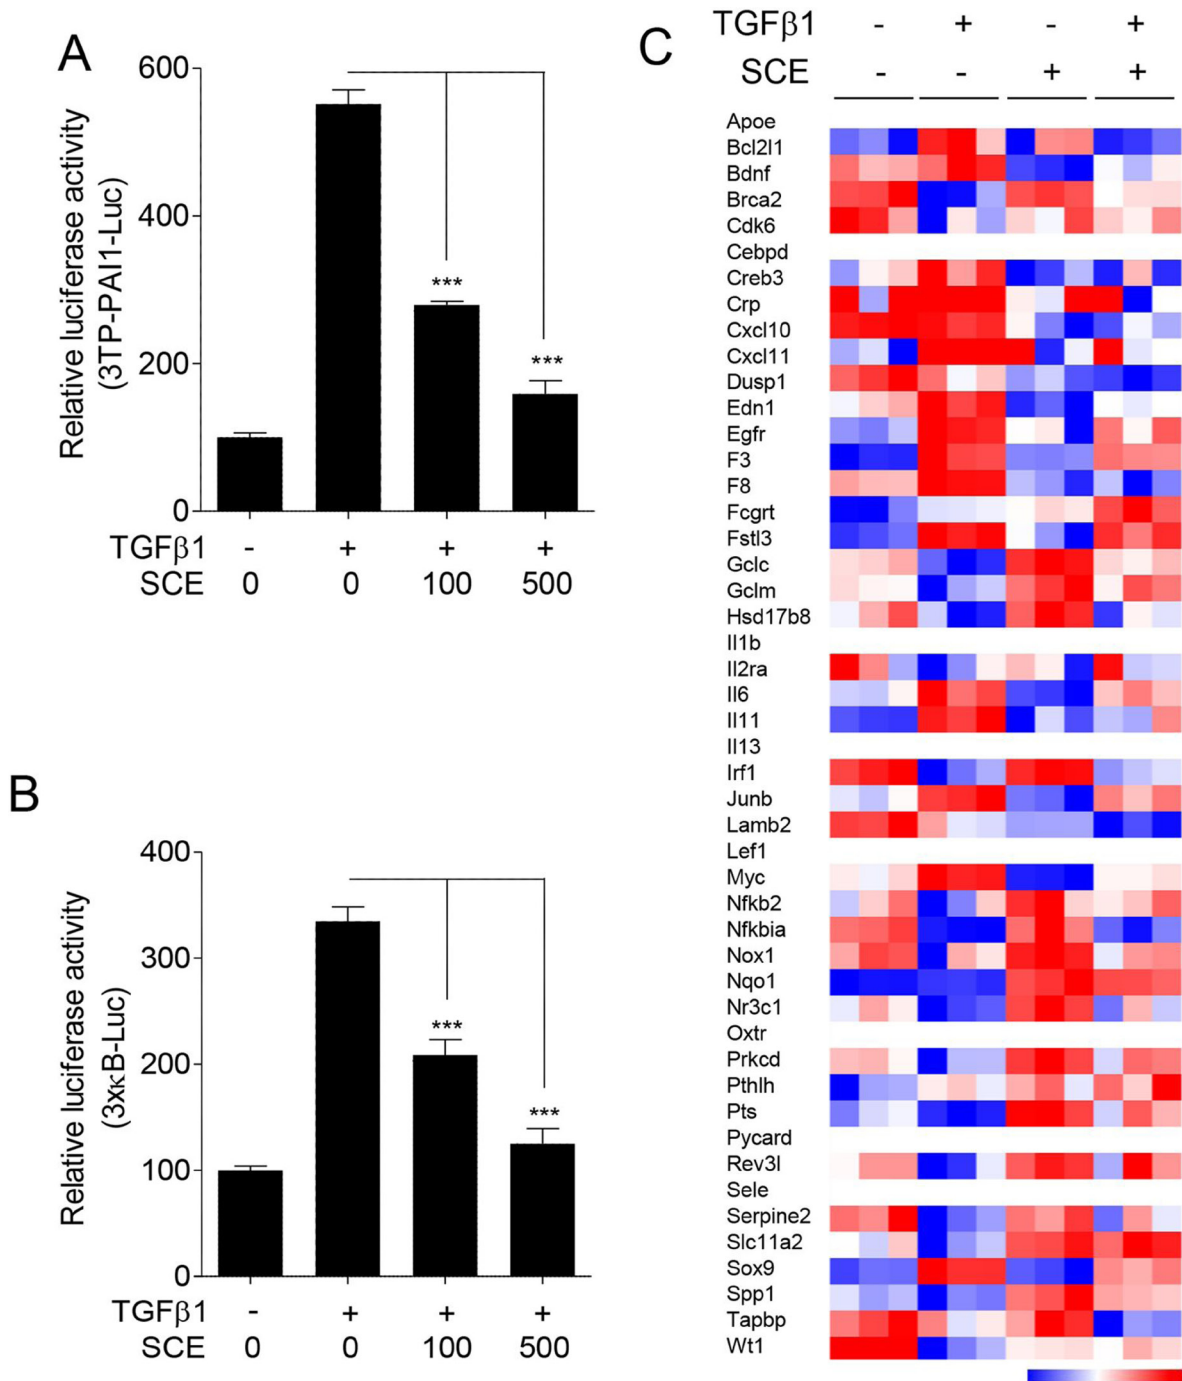 A
600
400
200
0
Relative luciferase activity
(3TP-PAI1-Luc)
***
***
TGFβ1 - + + +
SCE 0 0 100 500
B
400
300
200
100
0
Relative luciferase activity
(3xκB-Luc)
***
***
TGFβ1 - + + +
SCE 0 0 100 500
C
TGFβ1 - + - +
SCE - - + +
Apoe
Bcl2l1
Bdnf
Brca2
Cdk6
Cebpd
Creb3
Crp
Cxcl10
Cxcl11
Dusp1
Edn1
Egfr
F3
F8
Fcgrt
Fstl3
Gclc
Gclm
Hsd17b8
Il1b
Il2ra
Il6
Il11
Il13
Irf1
Junb
Lamb2
Lef1
Myc
Nfkb2
Nfkbia
Nox1
Nqo1
Nr3c1
Oxtr
Prkcd
Pthlh
Pts
Pycard
Rev3l
Sele
Serpine2
Slc11a2
Sox9
Spp1
Tapbp
Wt1